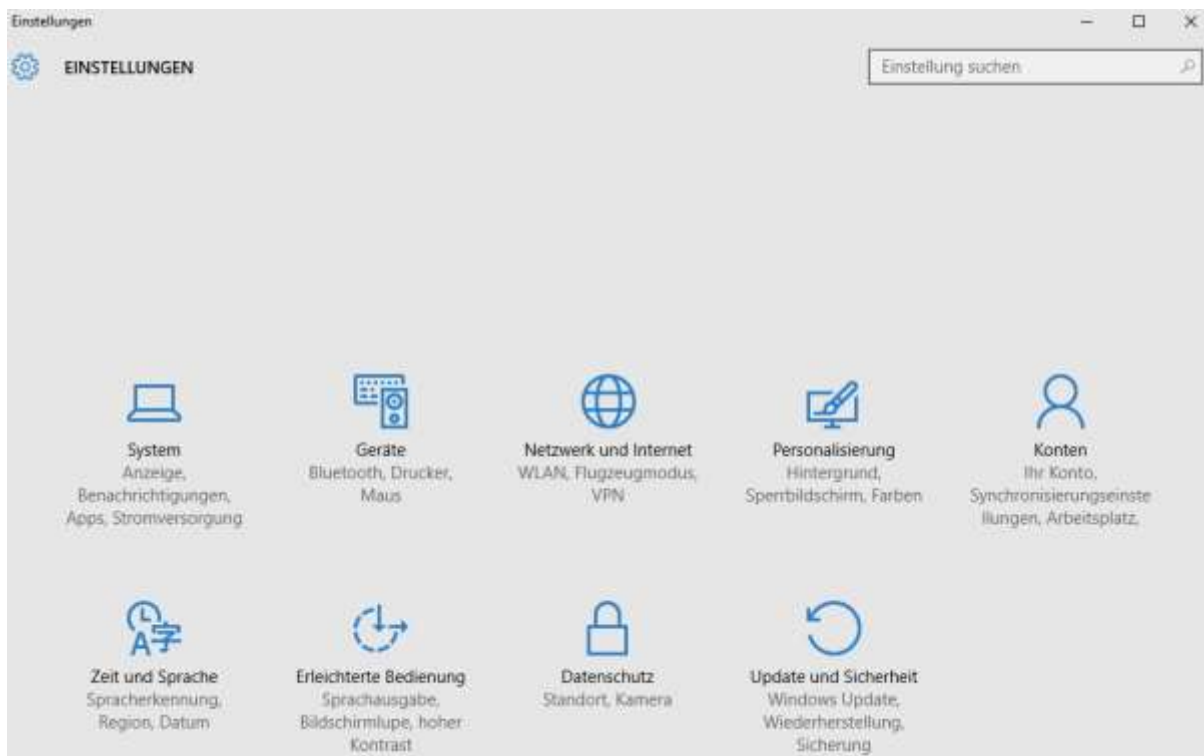 Einstellungen
EINSTELLUNGEN
Einstellung suchen
System
Anzeige,
Benachrichtigungen,
Apps, Stromversorgung
Geräte
Bluetooth, Drucker,
Maus
Netzwerk und Internet
WLAN, Flugzeugmodus,
VPN
Personalisierung
Hintergrund,
Sperrbildschirm, Farben
Konten
Ihr Konto,
Synchronisierungseinste
llungen, Arbeitsplatz,
Zeit und Sprache
Spracherkennung,
Region, Datum
Erleichterte Bedienung
Sprachausgabe,
Bildschirmlupe, hoher
Kontrast
Datenschutz
Standort, Kamera
Update und Sicherheit
Windows Update,
Wiederherstellung,
Sicherung